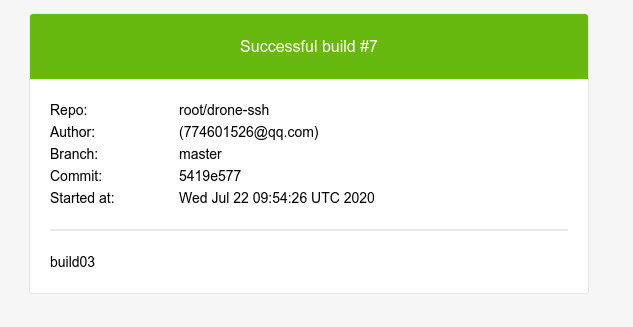 Successful build #7
Repo: root/drone-ssh
Author: (774601526@qq.com)
Branch: master
Commit: 5419e577
Started at: Wed Jul 22 09:54:26 UTC 2020
build03